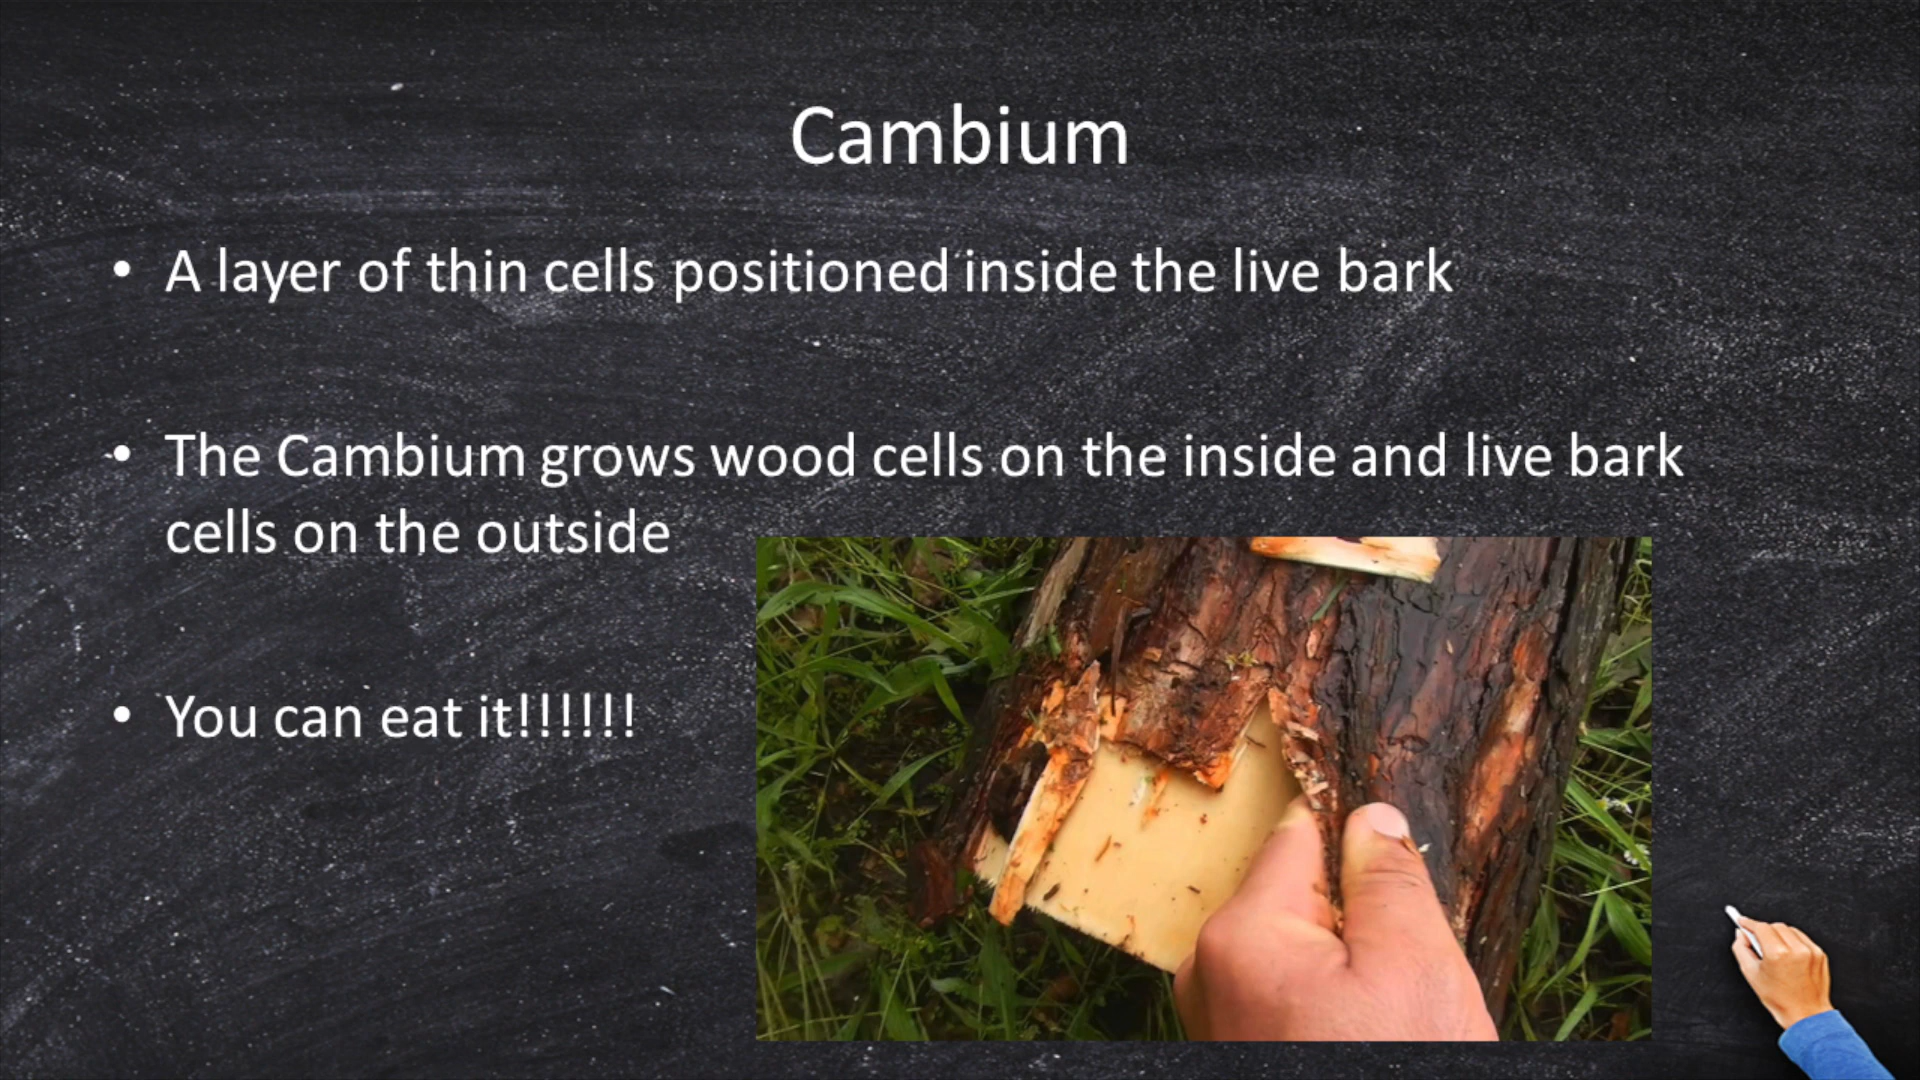 Cambium
• A layer of thin cells positioned inside the live bark
• The Cambium grows wood cells on the inside and live bark
cells on the outside
• You can eat it!!!!!!